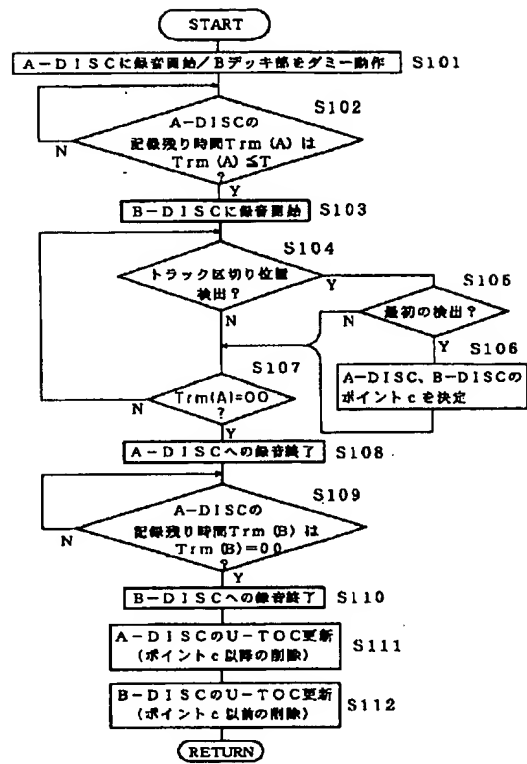 START
A-DISCに録音開始/Bデッキ部をダミー動作 S101
S102
A-DISCの
記録残り時間Trm(A)は
Trm(A)≦T
?
N
Y
B-DISCに録音開始 S103
S104
トラック区切り位置
検出?
Y
N
S105
最初の検出?
N
Y
S106
A-DISC、B-DISCの
ポイントcを決定
S107
Trm(A)=00
?
N
Y
A-DISCへの録音終了 S108
S109
A-DISCの
記録残り時間Trm(B)は
Trm(B)=00
?
N
Y
B-DISCへの録音終了 S110
A-DISCのU-TOC更新
(ポイントc以降の削除)
S111
B-DISCのU-TOC更新
(ポイントc以前の削除)
S112
RETURN